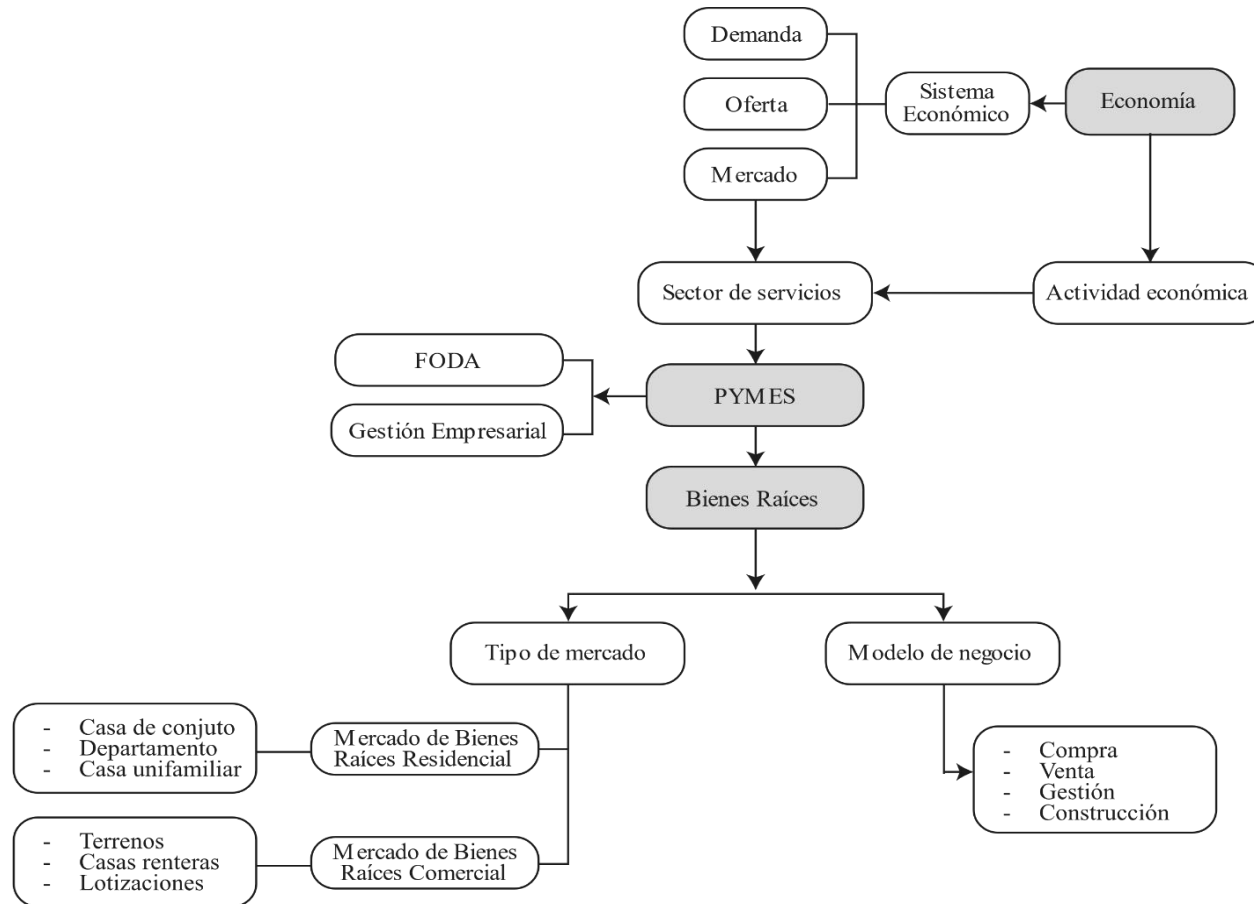 Demanda
Oferta
Sistema
Económico
Economía
Mercado
Sector de servicios
Actividad económica
FODA
PYMES
Gestión Empresarial
Bienes Raíces
Tipo de mercado
Modelo de negocio
- Casa de conjuto
- Departamento
- Casa unifamiliar
Mercado de Bienes
Raíces Residencial
- Compra
- Venta
- Gestión
- Construcción
- Terrenos
- Casas renteras
- Lotizaciones
Mercado de Bienes
Raíces Comercial